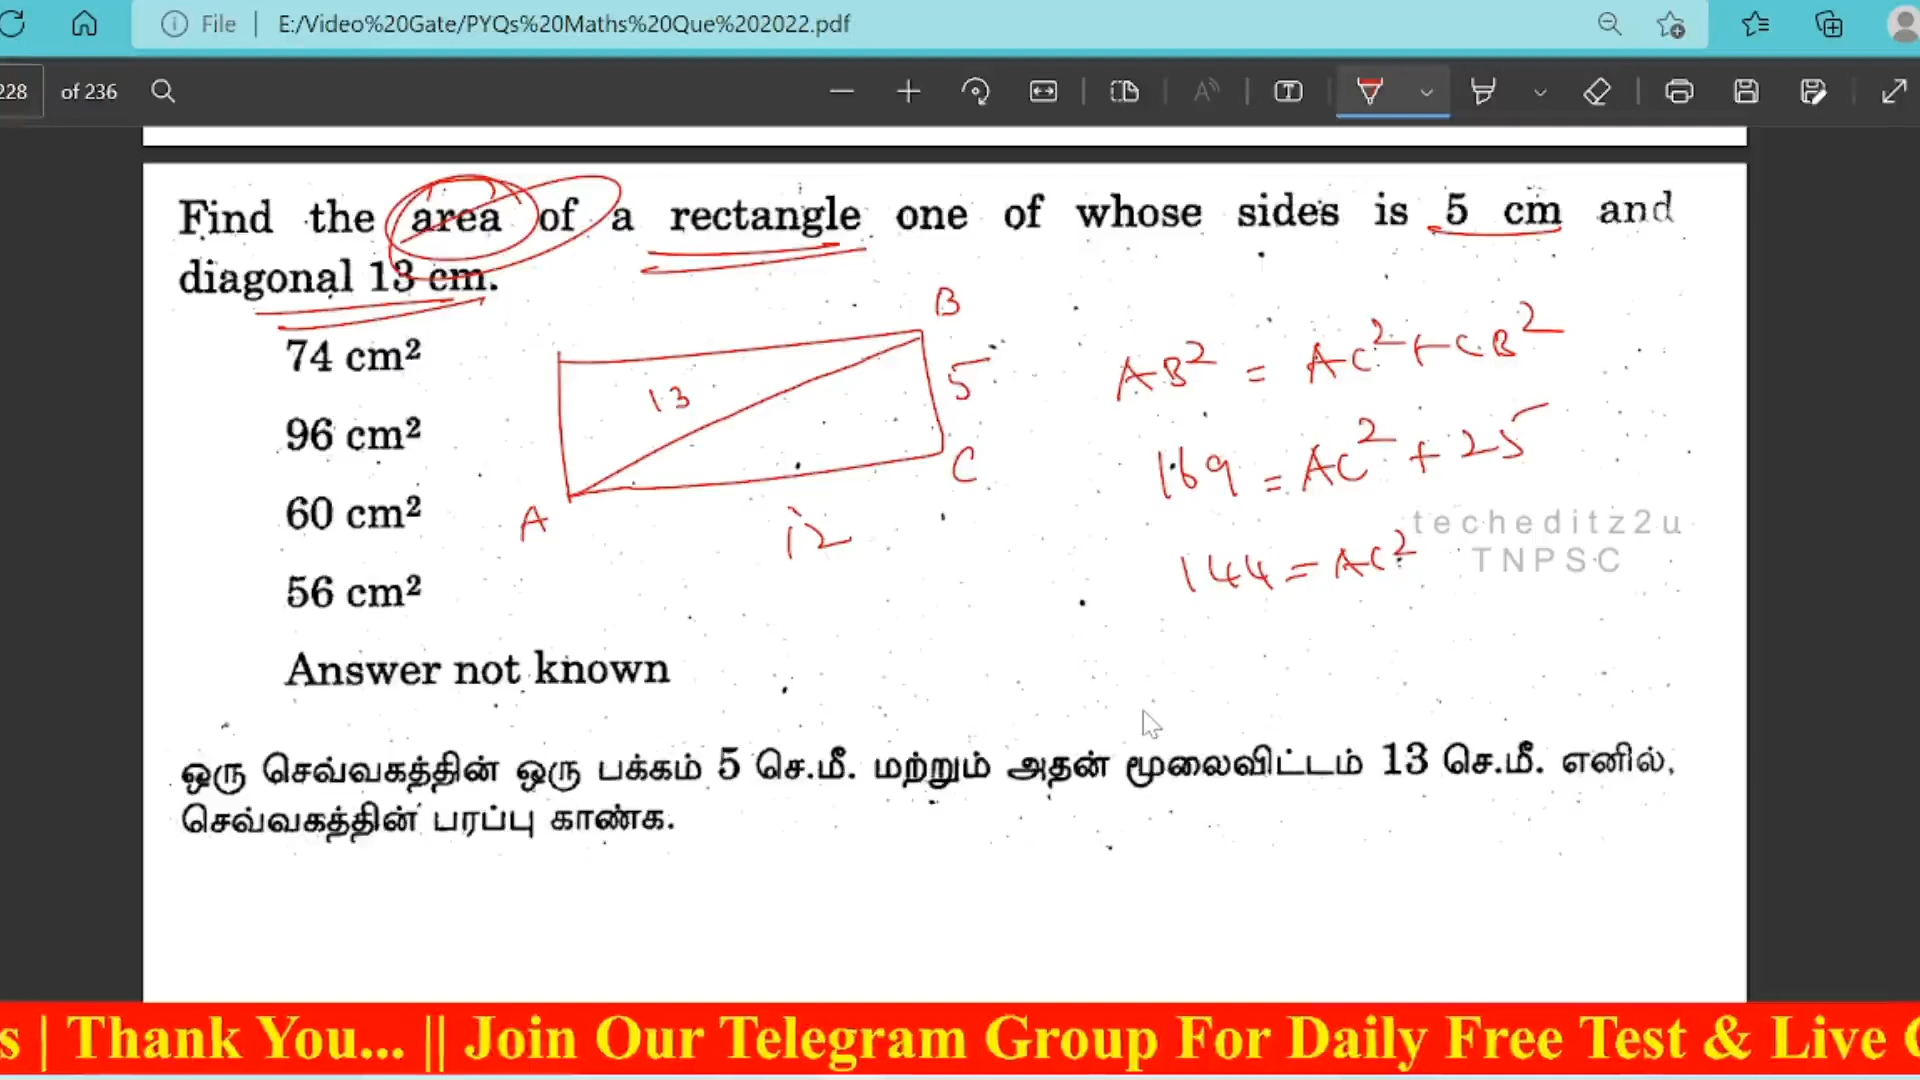 File | E:/Video%20Gate/PYQs%20Maths%20Que%202022.pdf
228 of 236
Find the area of a rectangle one of whose sides is 5 cm and
diagonal 13 cm.
74 cm²
96 cm²
60 cm²
56 cm²
Answer not known
B
13
5
C
A
12
AB² = AC² + CB²
169 = AC² + 25
144 = AC²
techeditz2u
TNPSC
ஒரு செவ்வகத்தின் ஒரு பக்கம் 5 செ.மீ. மற்றும் அதன் மூலைவிட்டம் 13 செ.மீ. எனில்,
செவ்வகத்தின் பரப்பு காண்க.
s | Thank You... || Join Our Telegram Group For Daily Free Test & Live